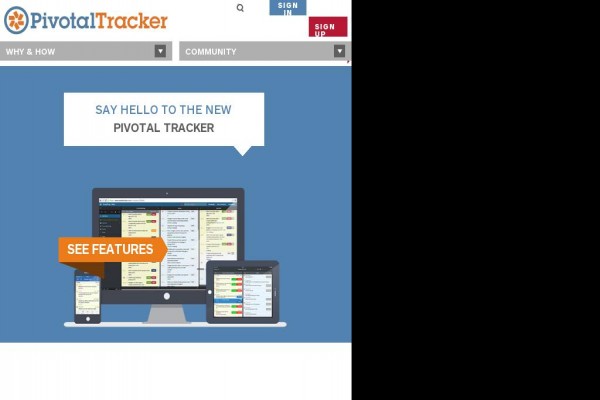 PivotalTracker
SIGN
IN
SIGN
UP
WHY & HOW
COMMUNITY
SAY HELLO TO THE NEW
PIVOTAL TRACKER
SEE FEATURES